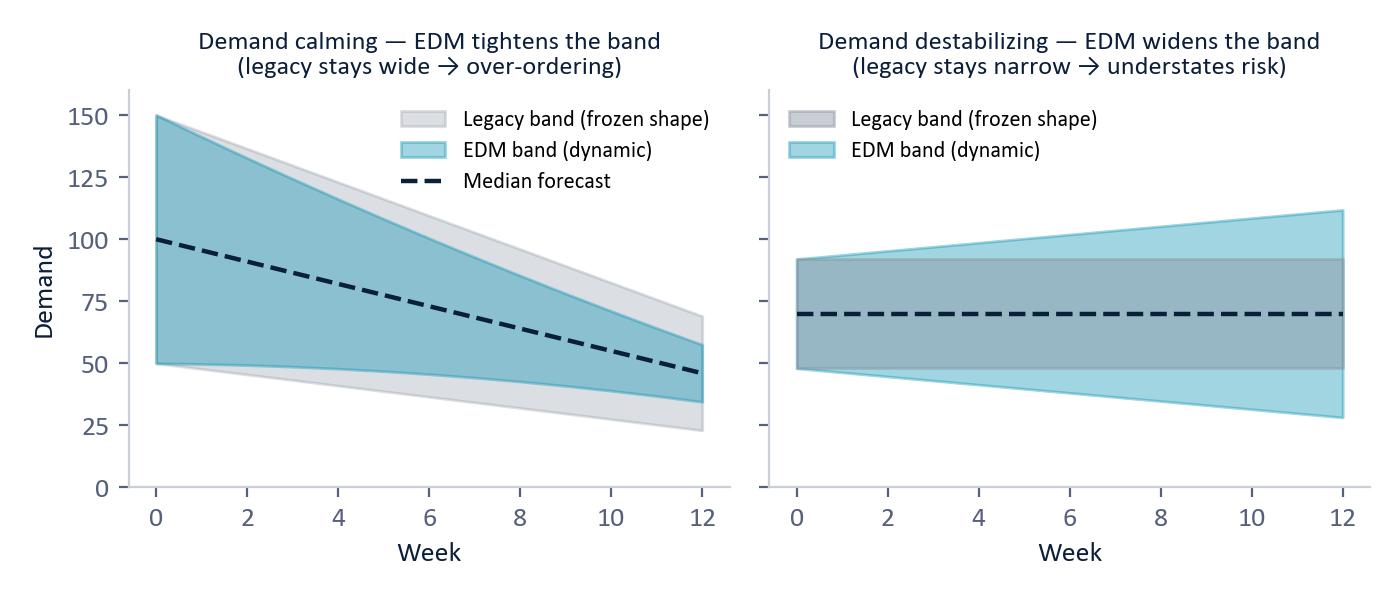 Demand calming — EDM tightens the band
(legacy stays wide → over-ordering)
Demand destabilizing — EDM widens the band
(legacy stays narrow → understates risk)
Legacy band (frozen shape)
EDM band (dynamic)
Median forecast
Legacy band (frozen shape)
EDM band (dynamic)
150
125
100
75
50
25
0
Demand
0 2 4 6 8 10 12
Week
0 2 4 6 8 10 12
Week